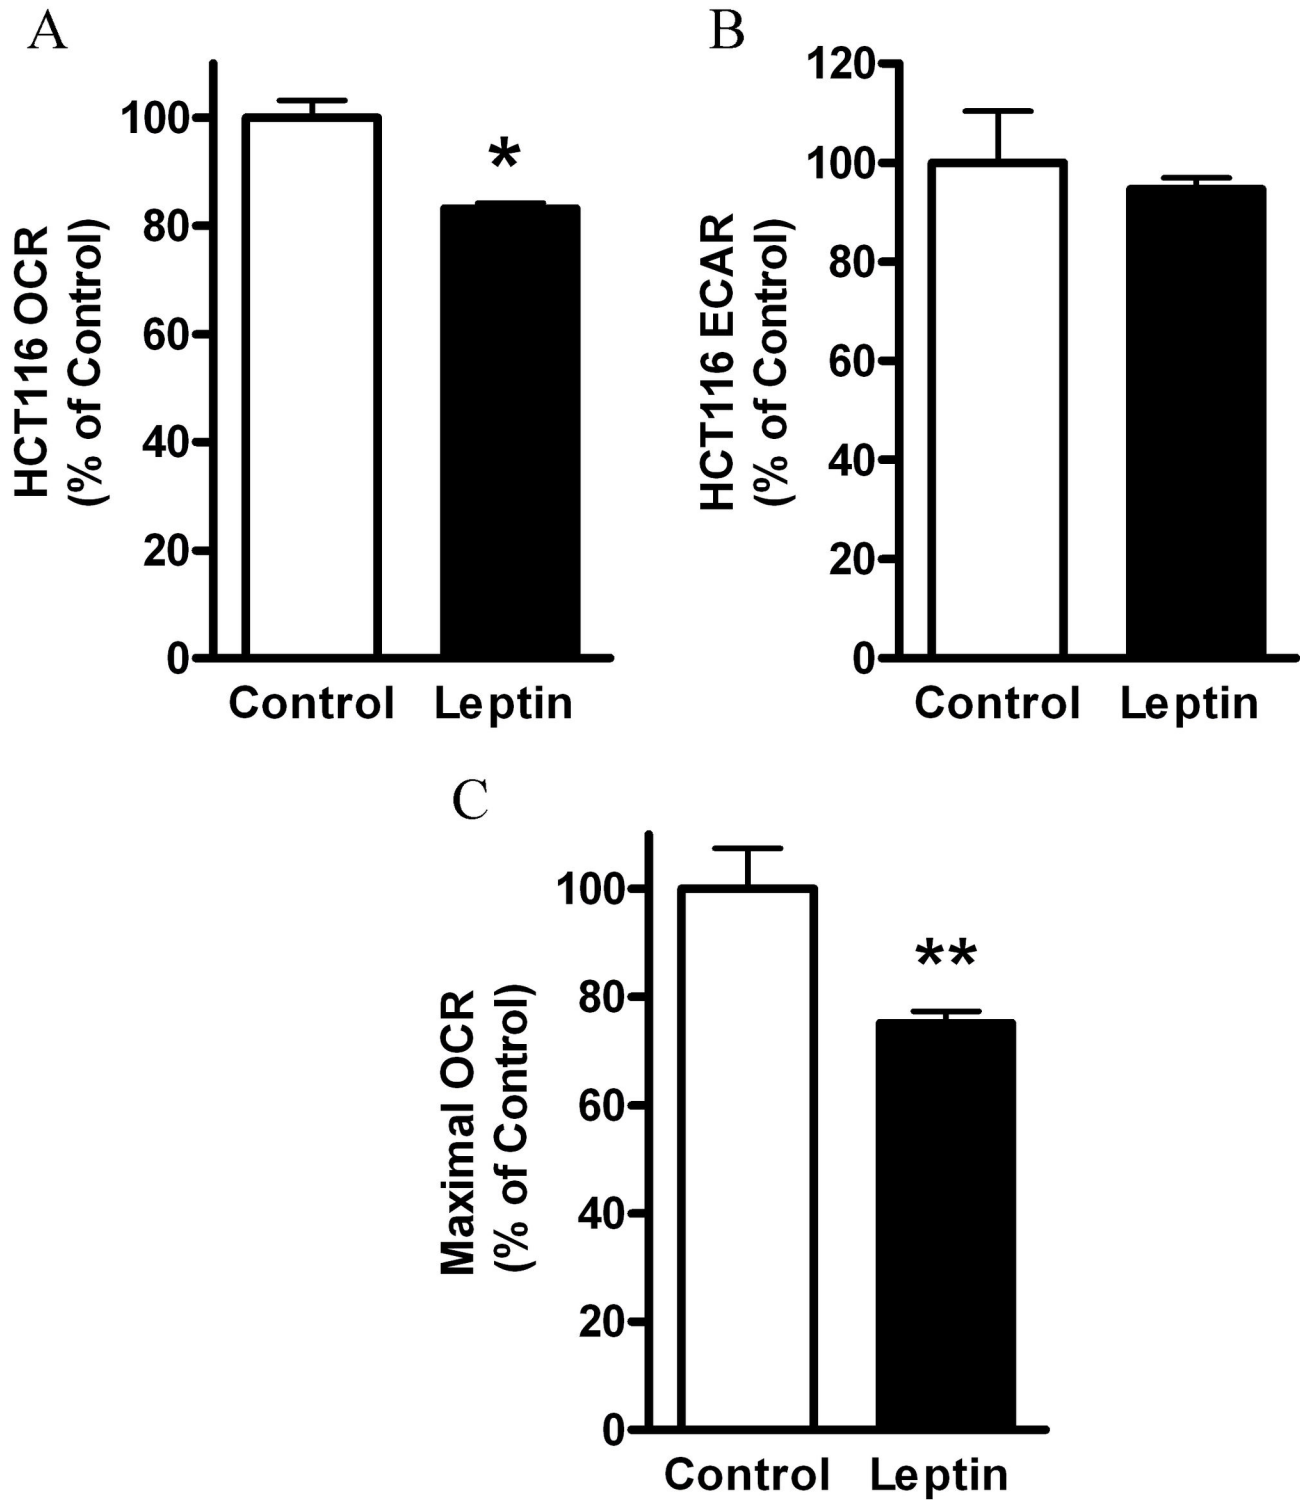 A
HCT116 OCR
(% of Control)
100
80
60
40
20
0
*
Control Leptin
B
HCT116 ECAR
(% of Control)
120
100
80
60
40
20
0
Control Leptin
C
Maximal OCR
(% of Control)
100
80
60
40
20
0
**
Control Leptin